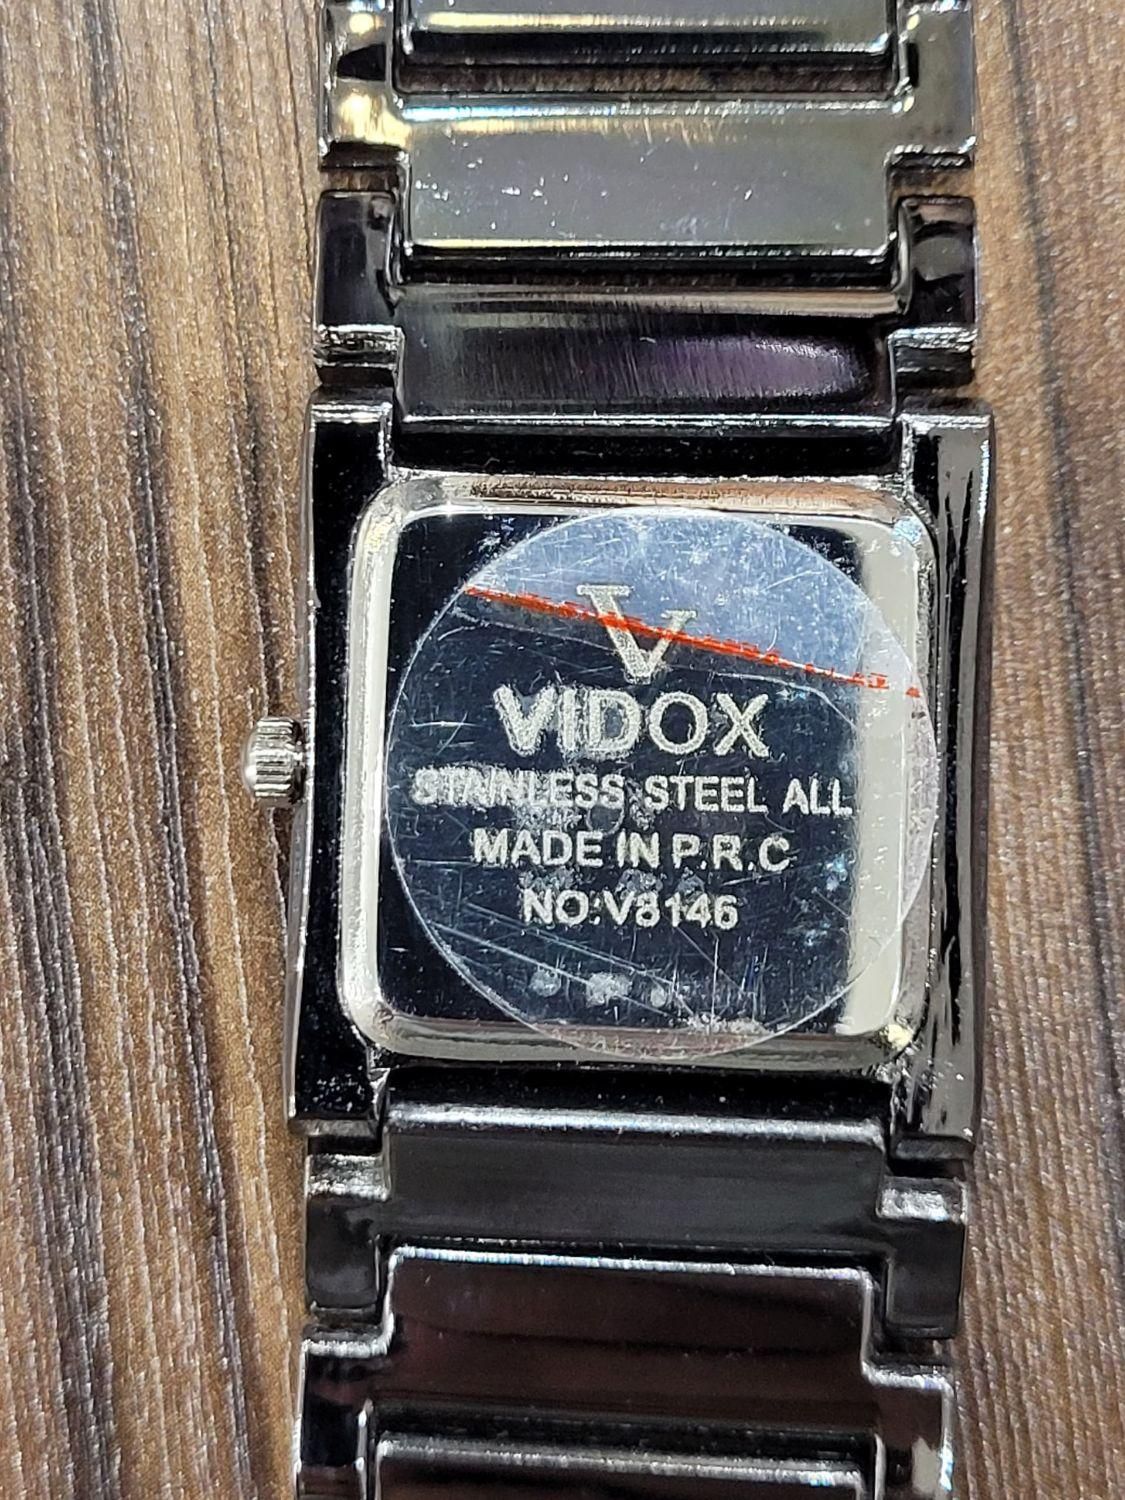 V
VIDOX
STAINLESS STEEL ALL
MADE IN P.R.C
NO:V8146